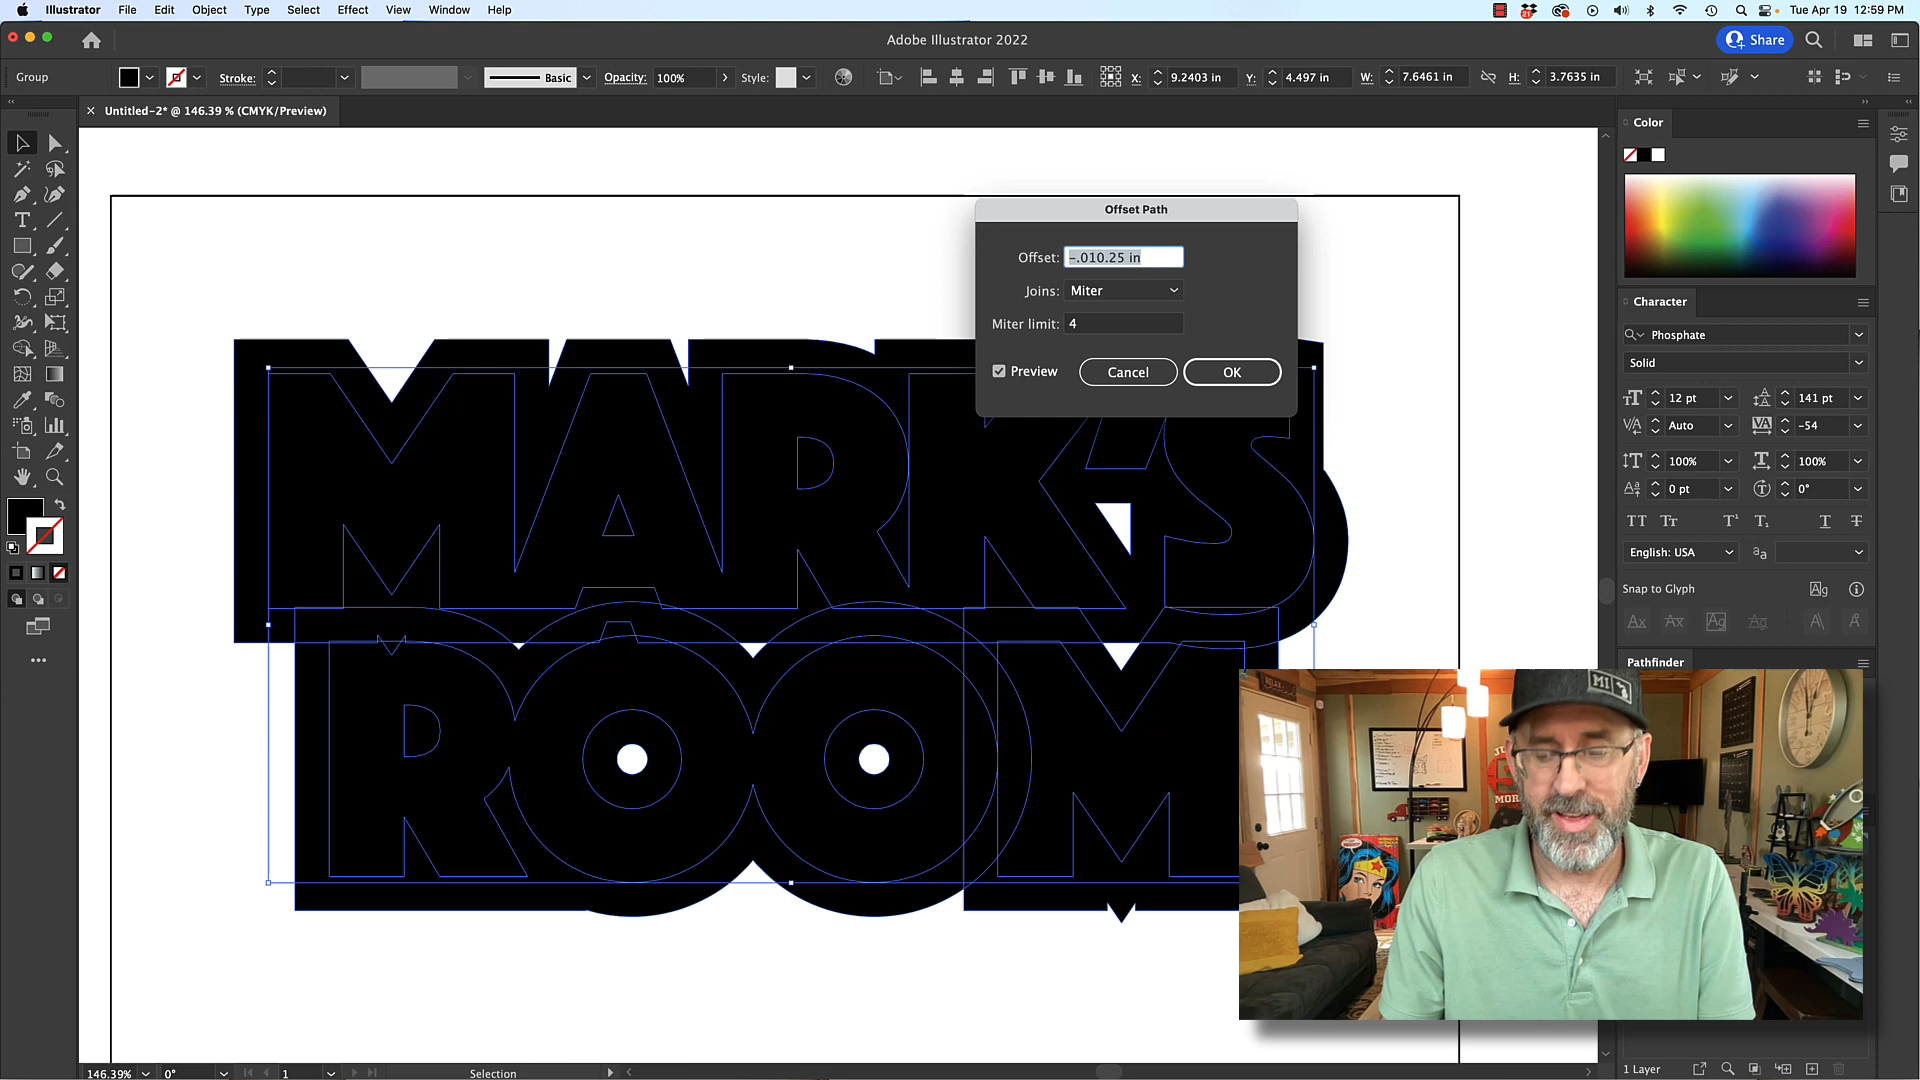 Illustrator File Edit Object Type Select Effect View Window Help
21
Tue Apr 19 12:59 PM
Adobe Illustrator 2022
Share
Group
Stroke:
Basic
Opacity: 100%
Style:
X: 9.2403 in
Y: 4.497 in
W: 7.6461 in
H: 3.7635 in
Untitled-2* @ 146.39 % (CMYK/Preview)
Offset Path
Offset: -.010.25 in
Joins: Miter
Miter limit: 4
Preview
Cancel
OK
MARK'S
ROOM
Color
Character
Phosphate
Solid
12 pt
141 pt
Auto
-54
100%
100%
0 pt
0°
English: USA
Snap to Glyph
Pathfinder
RELAX
MI
MOR
146.39%
0°
1
Selection
1 Layer